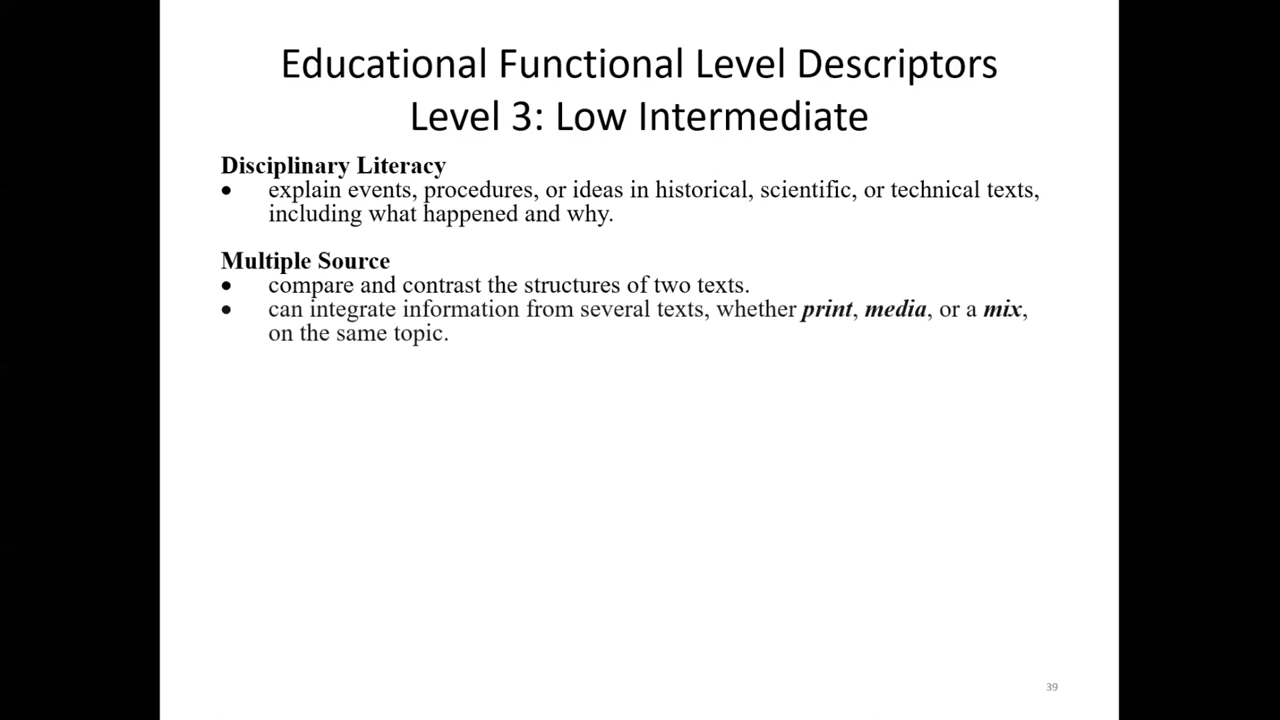 Educational Functional Level Descriptors
Level 3: Low Intermediate
Disciplinary Literacy
• explain events, procedures, or ideas in historical, scientific, or technical texts,
including what happened and why.
Multiple Source
• compare and contrast the structures of two texts.
• can integrate information from several texts, whether print, media, or a mix,
on the same topic.
39